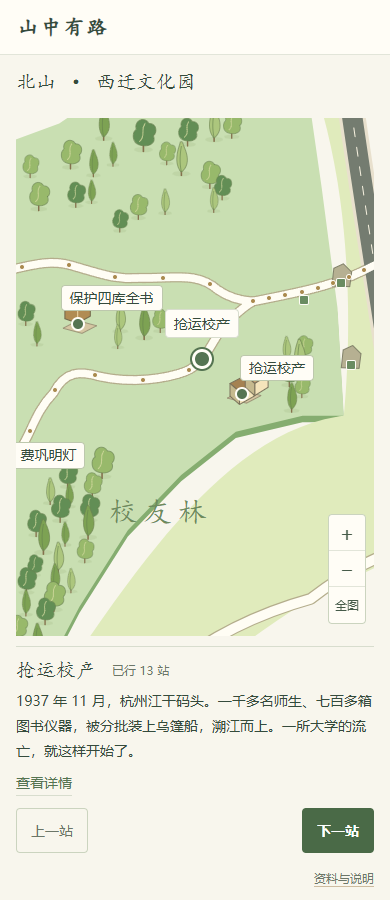 山中有路
北山 • 西迁文化园
保护四库全书
抢运校产
抢运校产
费巩明灯
校友林
+
−
全图
抢运校产 已行 13 站
1937 年 11 月，杭州江干码头。一千多名师生、七百多箱
图书仪器，被分批装上乌篷船，溯江而上。一所大学的流
亡，就这样开始了。
查看详情
上一站 下一站
资料与说明